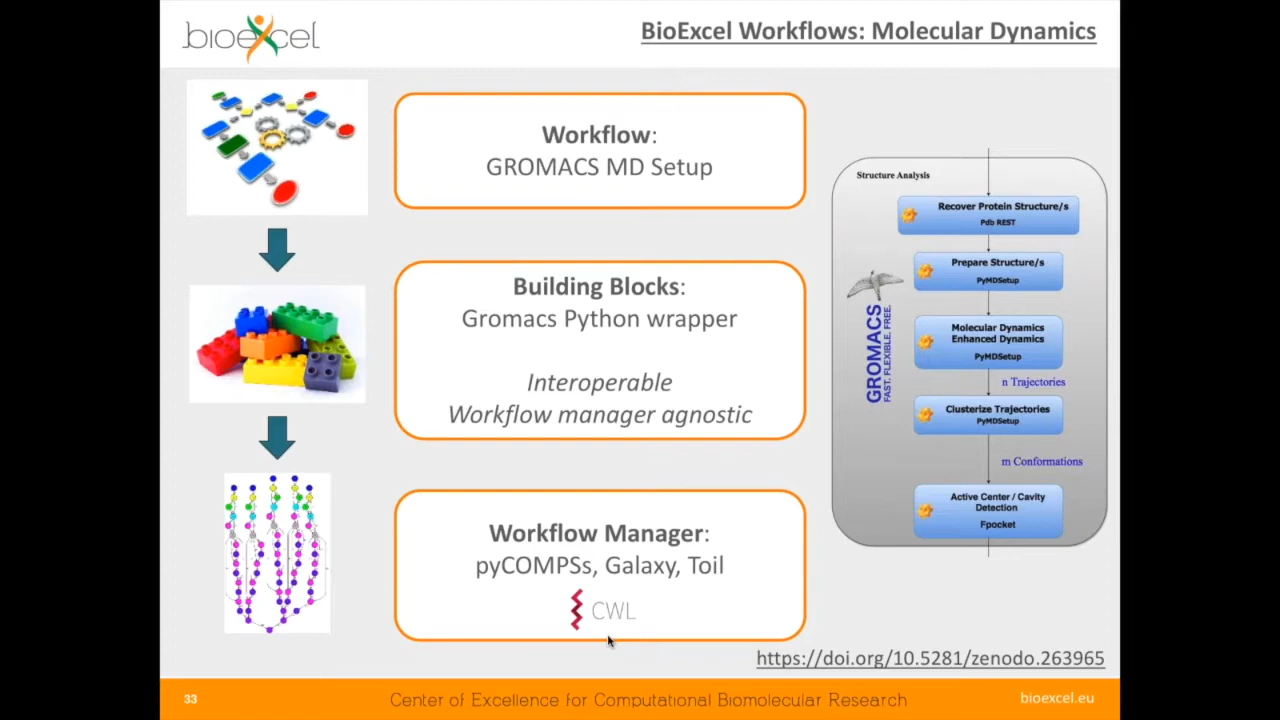 bioexcel
BioExcel Workflows: Molecular Dynamics
Workflow:
GROMACS MD Setup
Building Blocks:
Gromacs Python wrapper
Interoperable
Workflow manager agnostic
Workflow Manager:
pyCOMPSs, Galaxy, Toil
CWL
Structure Analysis
Recover Protein Structure/s
Pdb REST
Prepare Structure/s
PyMDSetup
Molecular Dynamics
Enhanced Dynamics
PyMDSetup
n Trajectories
Clusterize Trajectories
PyMDSetup
m Conformations
Active Center / Cavity
Detection
Fpocket
GROMACS
FAST. FLEXIBLE. FREE.
https://doi.org/10.5281/zenodo.263965
33
Center of Excellence for Computational Biomolecular Research
bioexcel.eu